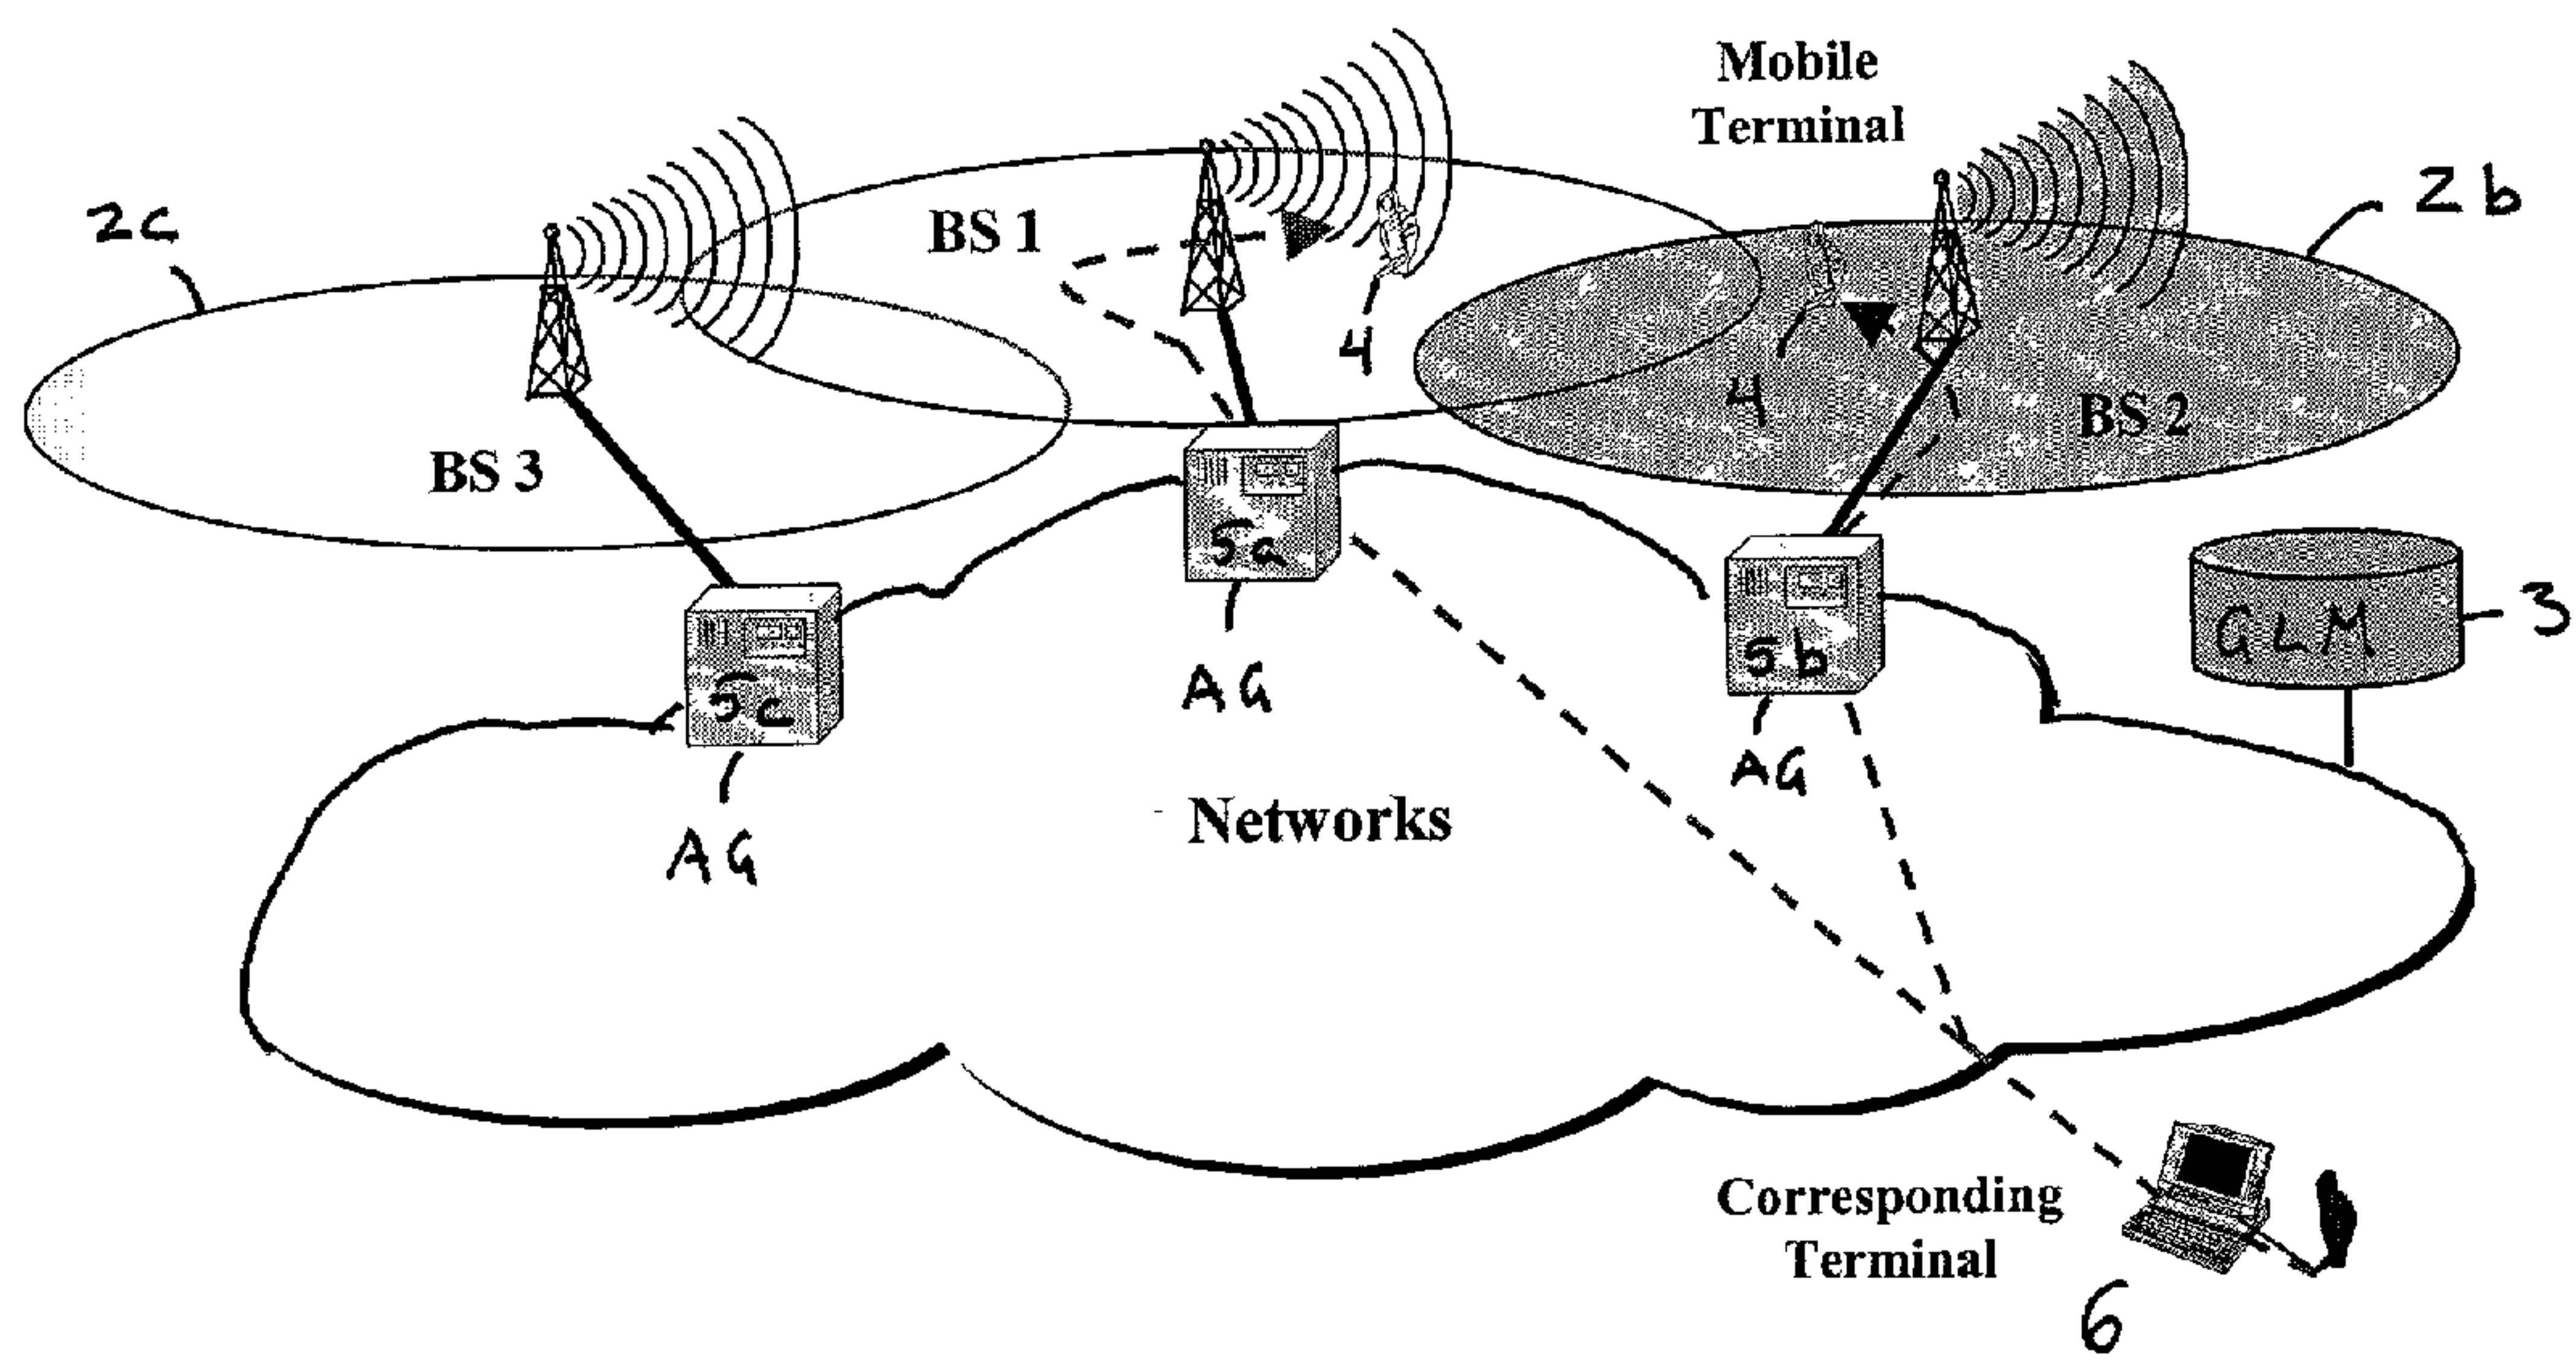 Mobile
Terminal
2c
BS 1
2b
4
4
BS 2
BS 3
5a
5b
GLM
3
5c
AG
AG
AG
Networks
Corresponding
Terminal
6